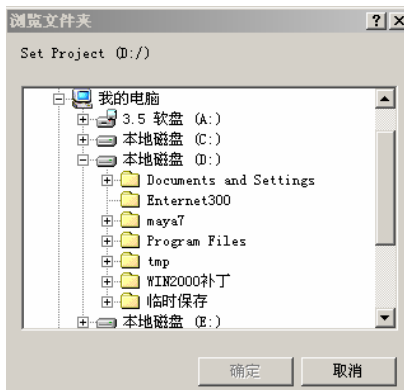 浏览文件夹
Set Project (D:/)
我的电脑
3.5 软盘 (A:)
本地磁盘 (C:)
本地磁盘 (D:)
Documents and Settings
Enternet300
maya7
Program Files
tmp
WIN2000补丁
临时保存
本地磁盘 (E:)
确定 取消